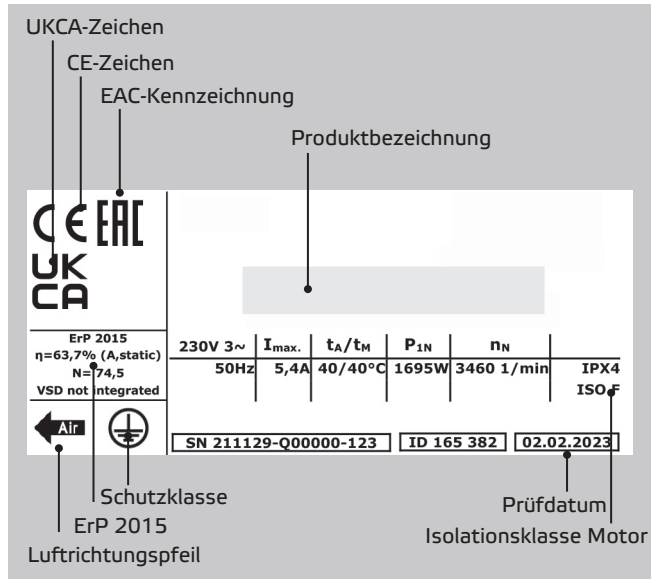 UKCA-Zeichen
CE-Zeichen
EAC-Kennzeichnung
Produktbezeichnung
CE EAC
UK
CA
ErP 2015
η=63,7% (A,static)
N= 74,5
VSD not integrated
230V 3~ Imax. tA/tM P1N nN
50Hz 5,4A 40/40°C 1695W 3460 1/min IPX4
ISO F
Air
SN 211129-Q00000-123 ID 165 382 02.02.2023
Schutzklasse
ErP 2015
Luftrichtungspfeil
Prüfdatum
Isolationsklasse Motor